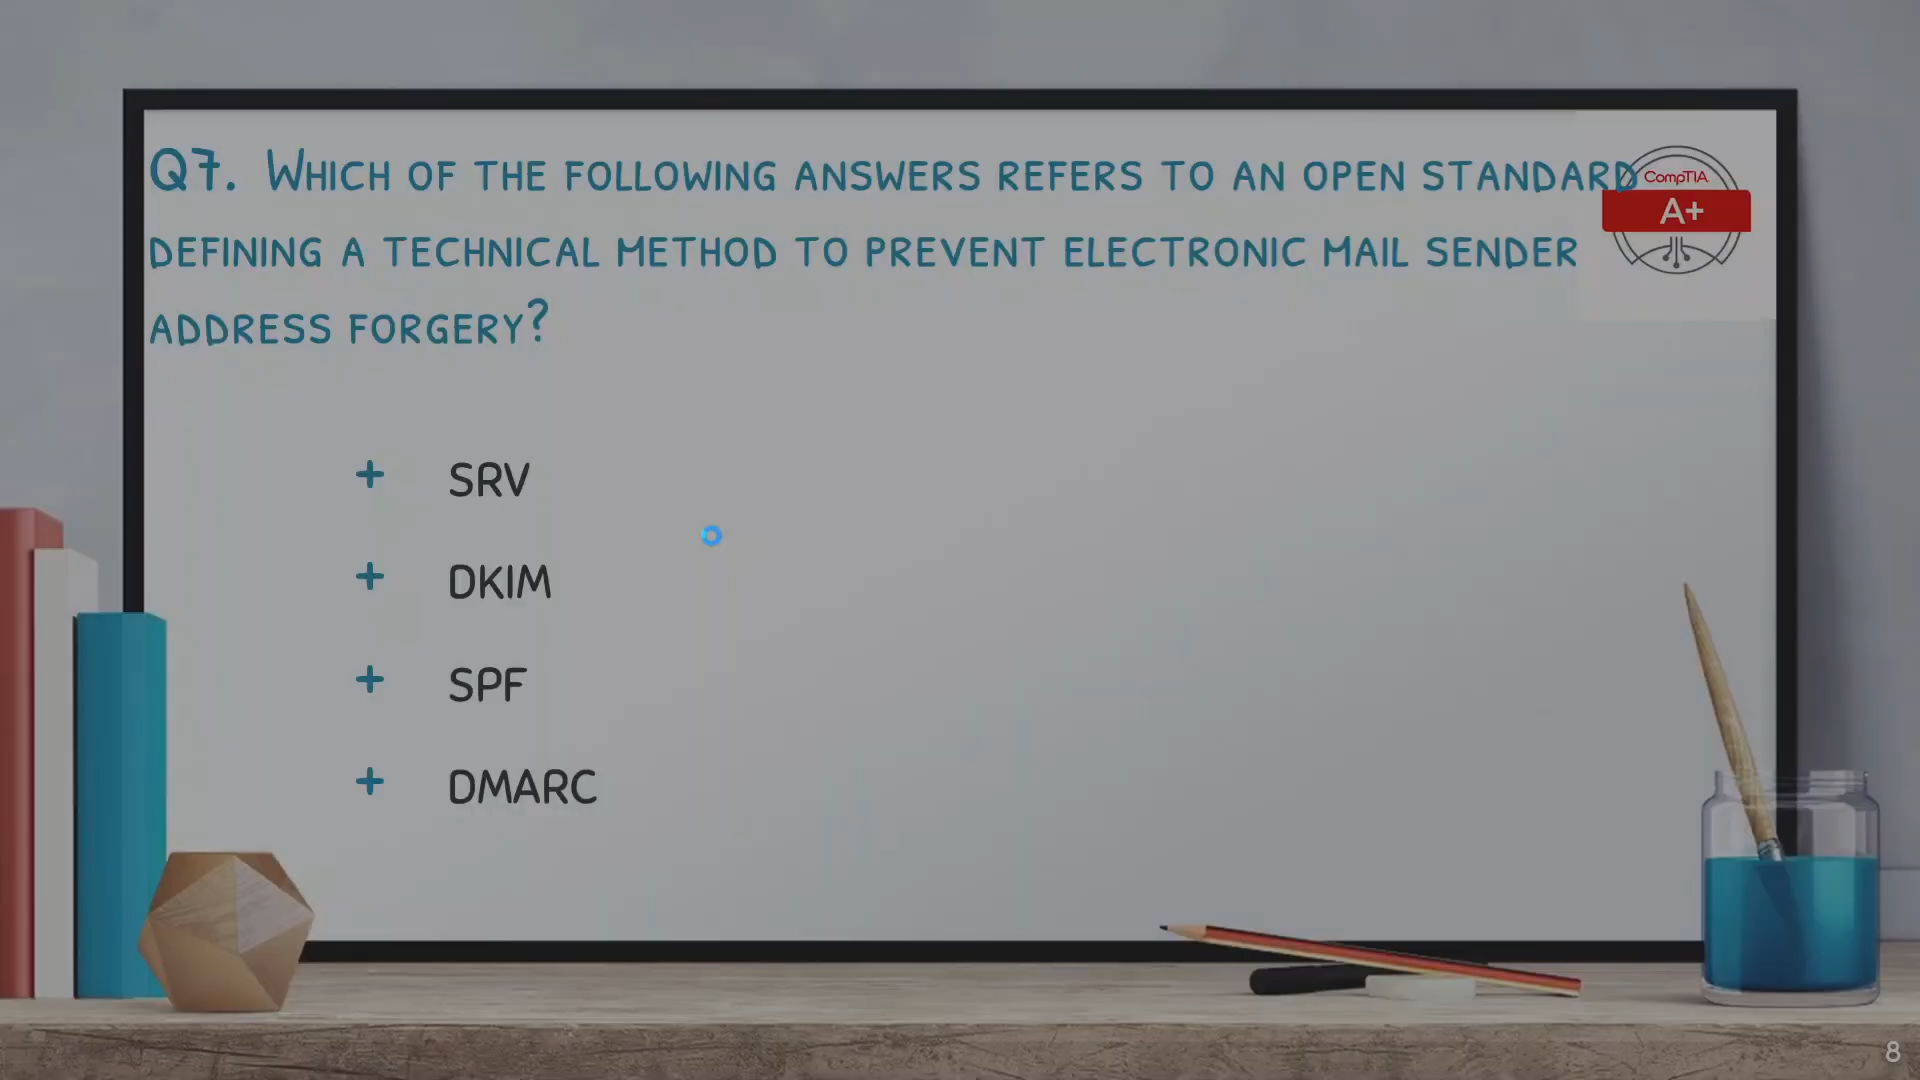 Q7. Which of the following answers refers to an open standard
defining a technical method to prevent electronic mail sender
address forgery?
CompTIA
A+
+ SRV
+ DKIM
+ SPF
+ DMARC
8